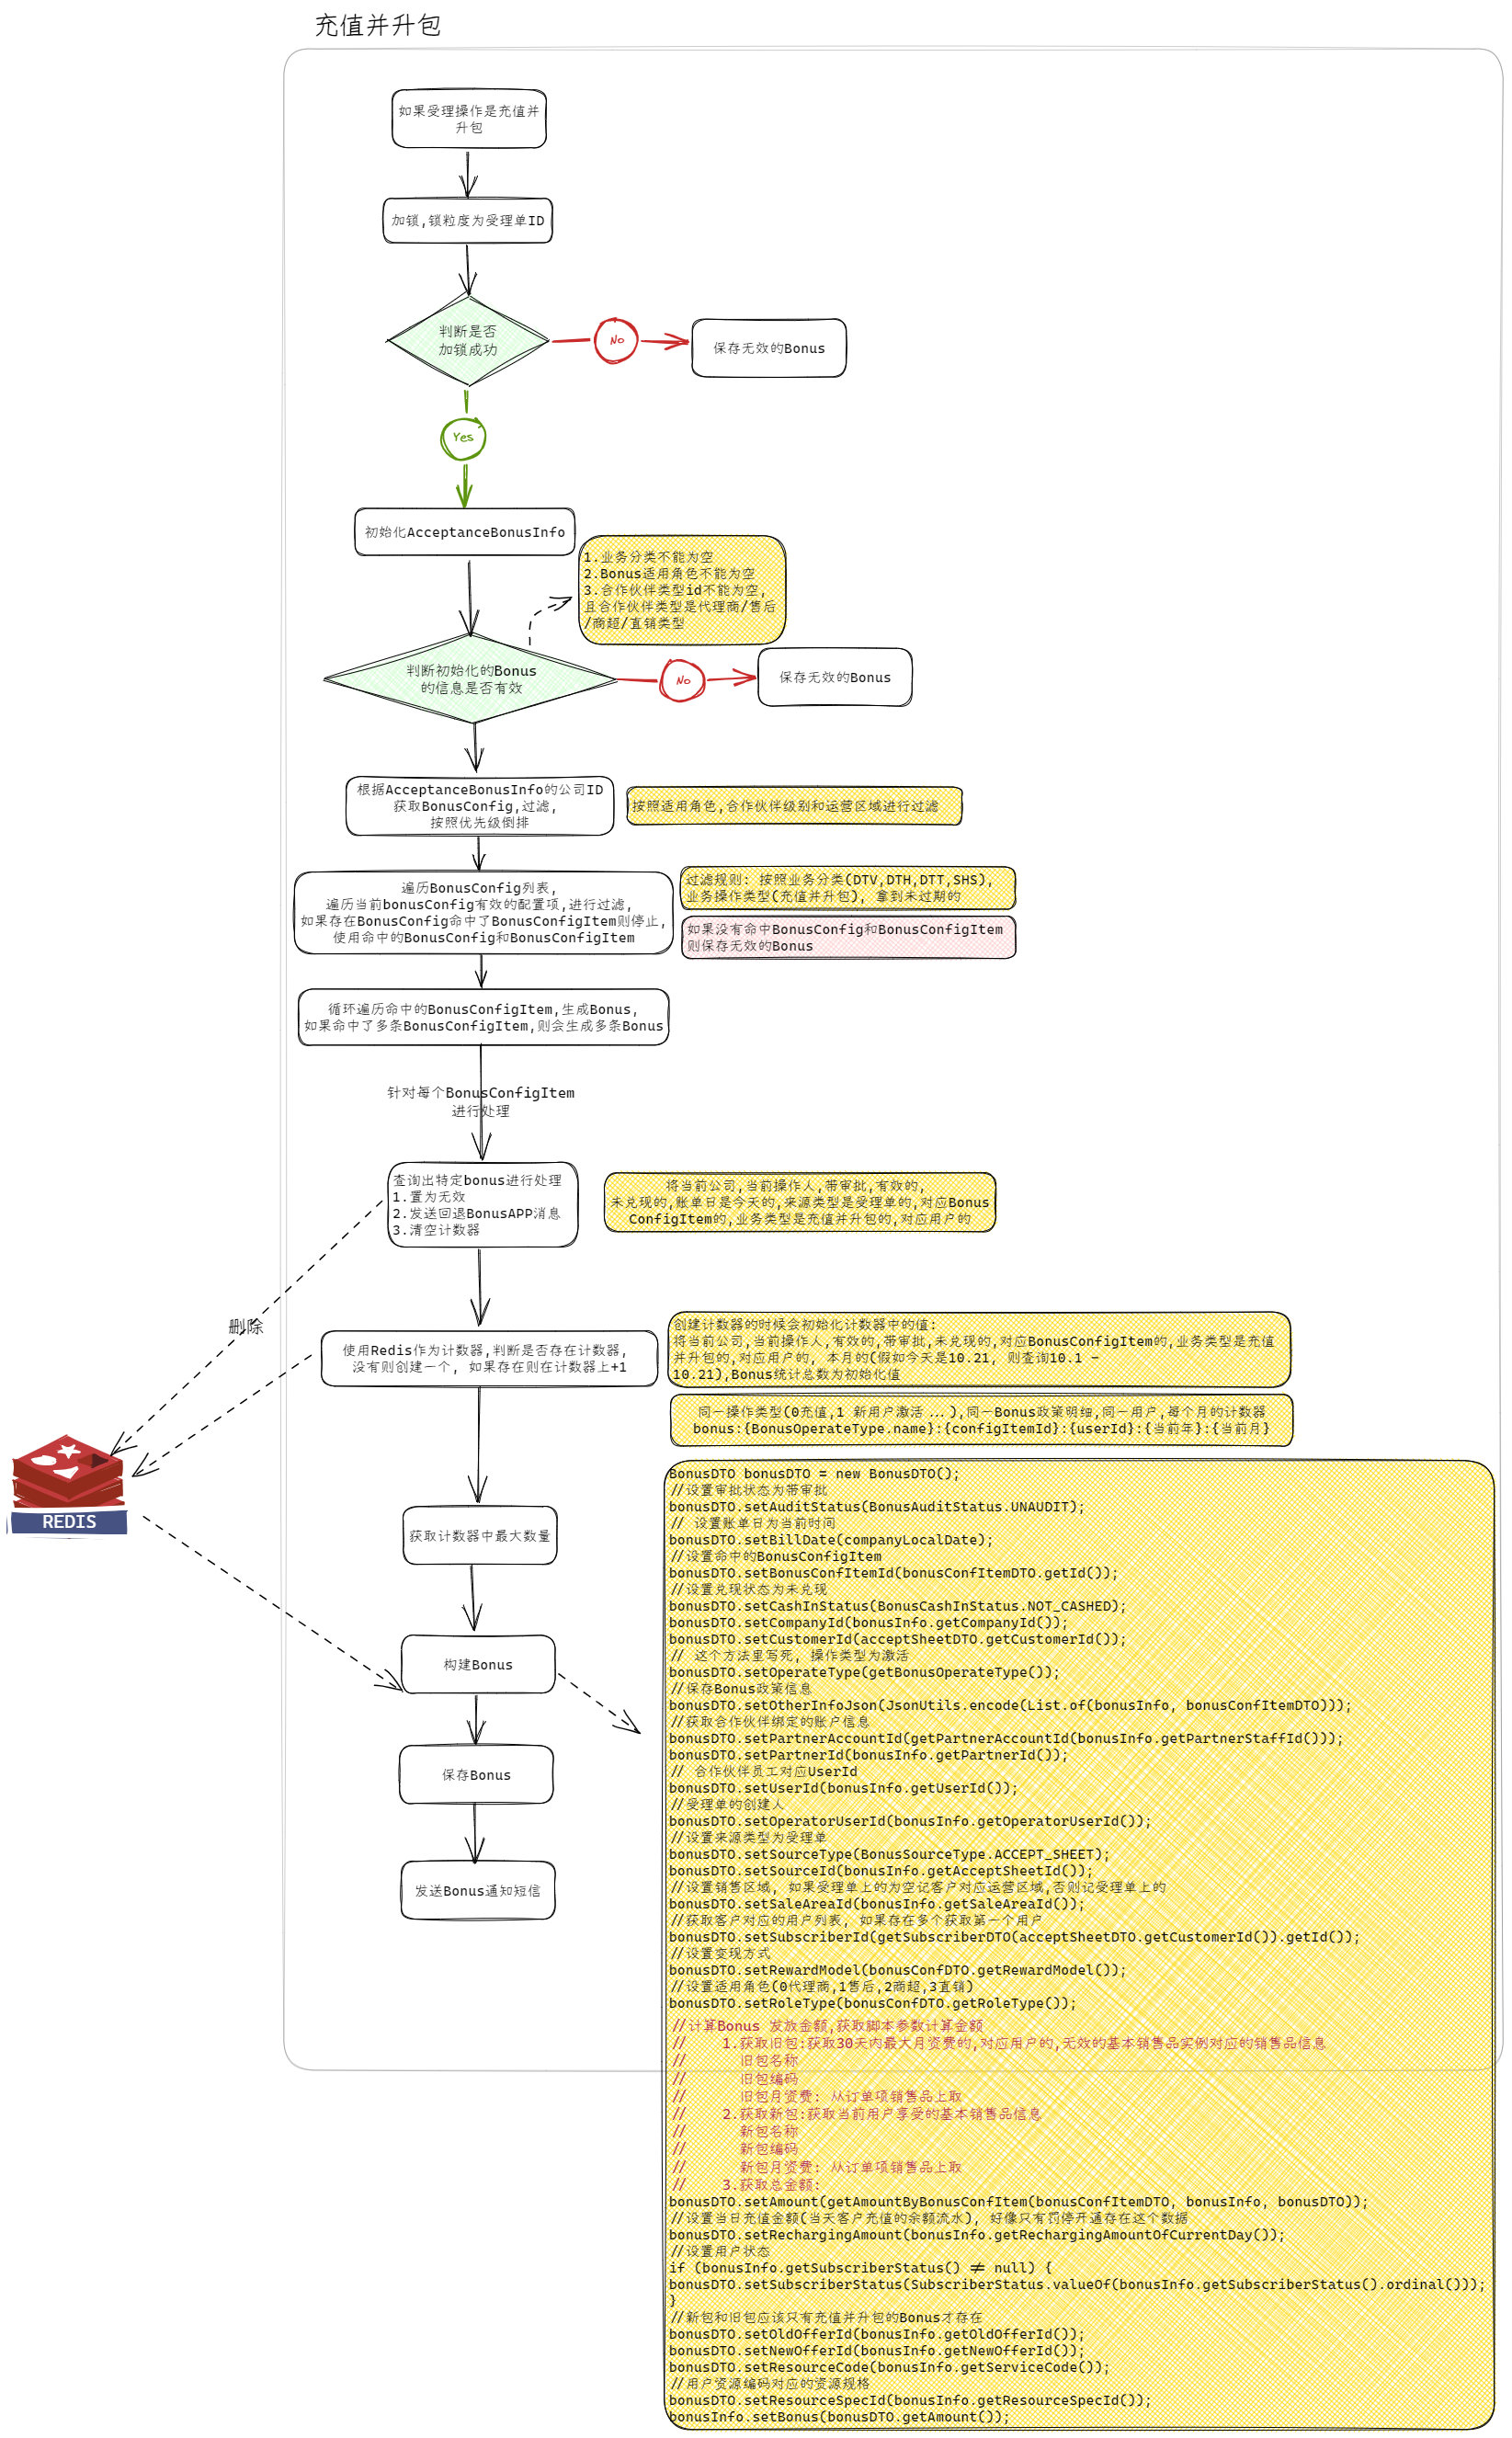 充值并升包
如果受理操作是充值并
升包
加锁,锁粒度为受理单ID
判断是否
加锁成功
No
保存无效的Bonus
Yes
初始化AcceptanceBonusInfo
1.业务分类不能为空
2.Bonus适用角色不能为空
3.合作伙伴类型id不能为空,
且合作伙伴类型是代理商/售后
/商超/直销类型
判断初始化的Bonus
的信息是否有效
No
保存无效的Bonus
根据AcceptanceBonusInfo的公司ID
获取BonusConfig,过滤,
按照优先级倒排
按照适用角色,合作伙伴级别和运营区域进行过滤
遍历BonusConfig列表,
遍历当前bonusConfig有效的配置项,进行过滤,
如果存在BonusConfig命中了BonusConfigItem则停止,
使用命中的BonusConfig和BonusConfigItem
过滤规则: 按照业务分类(DTV,DTH,DTT,SHS),
业务操作类型(充值并升包), 拿到未过期的
如果没有命中BonusConfig和BonusConfigItem
则保存无效的Bonus
循环遍历命中的BonusConfigItem,生成Bonus,
如果命中了多条BonusConfigItem,则会生成多条Bonus
针对每个BonusConfigItem
进行处理
查询出特定bonus进行处理
1.置为无效
2.发送回退BonusAPP消息
3.清空计数器
将当前公司,当前操作人,带审批,有效的,
未兑现的,账单日是今天的,来源类型是受理单的,对应Bonus
ConfigItem的,业务类型是充值并升包的,对应用户的
删除
使用Redis作为计数器,判断是否存在计数器,
没有则创建一个, 如果存在则在计数器上+1
创建计数器的时候会初始化计数器中的值:
将当前公司,当前操作人,有效的,带审批,未兑现的,对应BonusConfigItem的,业务类型是充值
并升包的,对应用户的, 本月的(假如今天是10.21, 则查询10.1 -
10.21),Bonus统计总数为初始化值
同一操作类型(0充值,1 新用户激活 ...),同一Bonus政策明细,同一用户,每个月的计数器
bonus:{BonusOperateType.name}:{configItemId}:{userId}:{当前年}:{当前月}
REDIS
获取计数器中最大数量
构建Bonus
保存Bonus
发送Bonus通知短信
BonusDTO bonusDTO = new BonusDTO();
//设置审批状态为带审批
bonusDTO.setAuditStatus(BonusAuditStatus.UNAUDIT);
// 设置账单日为当前时间
bonusDTO.setBillDate(companyLocalDate);
//设置命中的BonusConfigItem
bonusDTO.setBonusConfItemId(bonusConfItemDTO.getId());
//设置兑现状态为未兑现
bonusDTO.setCashInStatus(BonusCashInStatus.NOT_CASHED);
bonusDTO.setCompanyId(bonusInfo.getCompanyId());
bonusDTO.setCustomerId(acceptSheetDTO.getCustomerId());
// 这个方法里写死, 操作类型为激活
bonusDTO.setOperateType(getBonusOperateType());
//保存Bonus政策信息
bonusDTO.setOtherInfoJson(JsonUtils.encode(List.of(bonusInfo, bonusConfItemDTO)));
//获取合作伙伴绑定的账户信息
bonusDTO.setPartnerAccountId(getPartnerAccountId(bonusInfo.getPartnerStaffId()));
bonusDTO.setPartnerId(bonusInfo.getPartnerId());
// 合作伙伴员工对应UserId
bonusDTO.setUserId(bonusInfo.getUserId());
//受理单的创建人
bonusDTO.setOperatorUserId(bonusInfo.getOperatorUserId());
//设置来源类型为受理单
bonusDTO.setSourceType(BonusSourceType.ACCEPT_SHEET);
bonusDTO.setSourceId(bonusInfo.getAcceptSheetId());
//设置销售区域, 如果受理单上的为空记客户对应运营区域,否则记受理单上的
bonusDTO.setSaleAreaId(bonusInfo.getSaleAreaId());
//获取客户对应的用户列表, 如果存在多个获取第一个用户
bonusDTO.setSubscriberId(getSubscriberDTO(acceptSheetDTO.getCustomerId()).getId());
//设置变现方式
bonusDTO.setRewardModel(bonusConfDTO.getRewardModel());
//设置适用角色(0代理商,1售后,2商超,3直销)
bonusDTO.setRoleType(bonusConfDTO.getRoleType());
//计算Bonus 发放金额,获取脚本参数计算金额
// 1.获取旧包:获取30天内最大月资费的,对应用户的,无效的基本销售品实例对应的销售品信息
// 旧包名称
// 旧包编码
// 旧包月资费: 从订单项销售品上取
// 2.获取新包:获取当前用户享受的基本销售品信息
// 新包名称
// 新包编码
// 新包月资费: 从订单项销售品上取
// 3.获取总金额:
bonusDTO.setAmount(getAmountByBonusConfItem(bonusConfItemDTO, bonusInfo, bonusDTO));
//设置当日充值金额(当天客户充值的余额流水), 好像只有罚停开通存在这个数据
bonusDTO.setRechargingAmount(bonusInfo.getRechargingAmountOfCurrentDay());
//设置用户状态
if (bonusInfo.getSubscriberStatus() != null) {
bonusDTO.setSubscriberStatus(SubscriberStatus.valueOf(bonusInfo.getSubscriberStatus().ordinal()));
}
//新包和旧包应该只有充值并升包的Bonus才存在
bonusDTO.setOldOfferId(bonusInfo.getOldOfferId());
bonusDTO.setNewOfferId(bonusInfo.getNewOfferId());
bonusDTO.setResourceCode(bonusInfo.getServiceCode());
//用户资源编码对应的资源规格
bonusDTO.setResourceSpecId(bonusInfo.getResourceSpecId());
bonusInfo.setBonus(bonusDTO.getAmount());